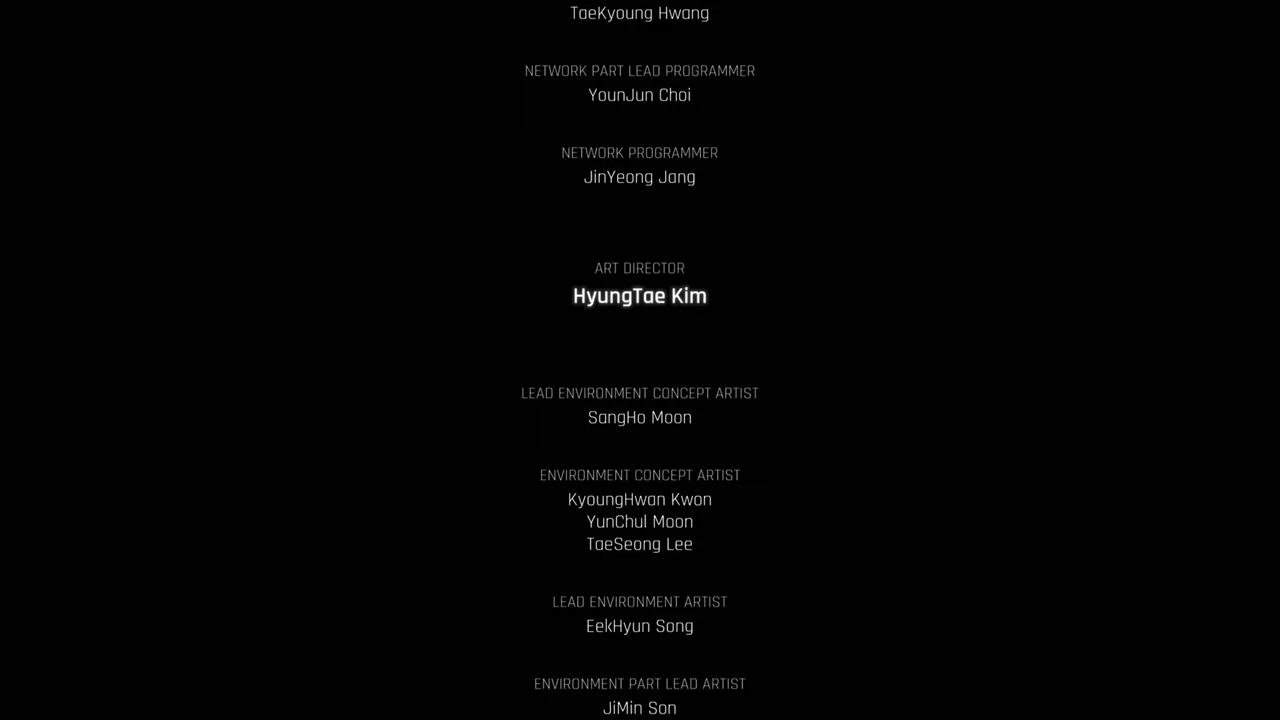 TaeKyoung Hwang
NETWORK PART LEAD PROGRAMMER
YounJun Choi
NETWORK PROGRAMMER
JinYeong Jang
ART DIRECTOR
HyungTae Kim
LEAD ENVIRONMENT CONCEPT ARTIST
SangHo Moon
ENVIRONMENT CONCEPT ARTIST
KyoungHwan Kwon
YunChul Moon
TaeSeong Lee
LEAD ENVIRONMENT ARTIST
EekHyun Song
ENVIRONMENT PART LEAD ARTIST
JiMin Son